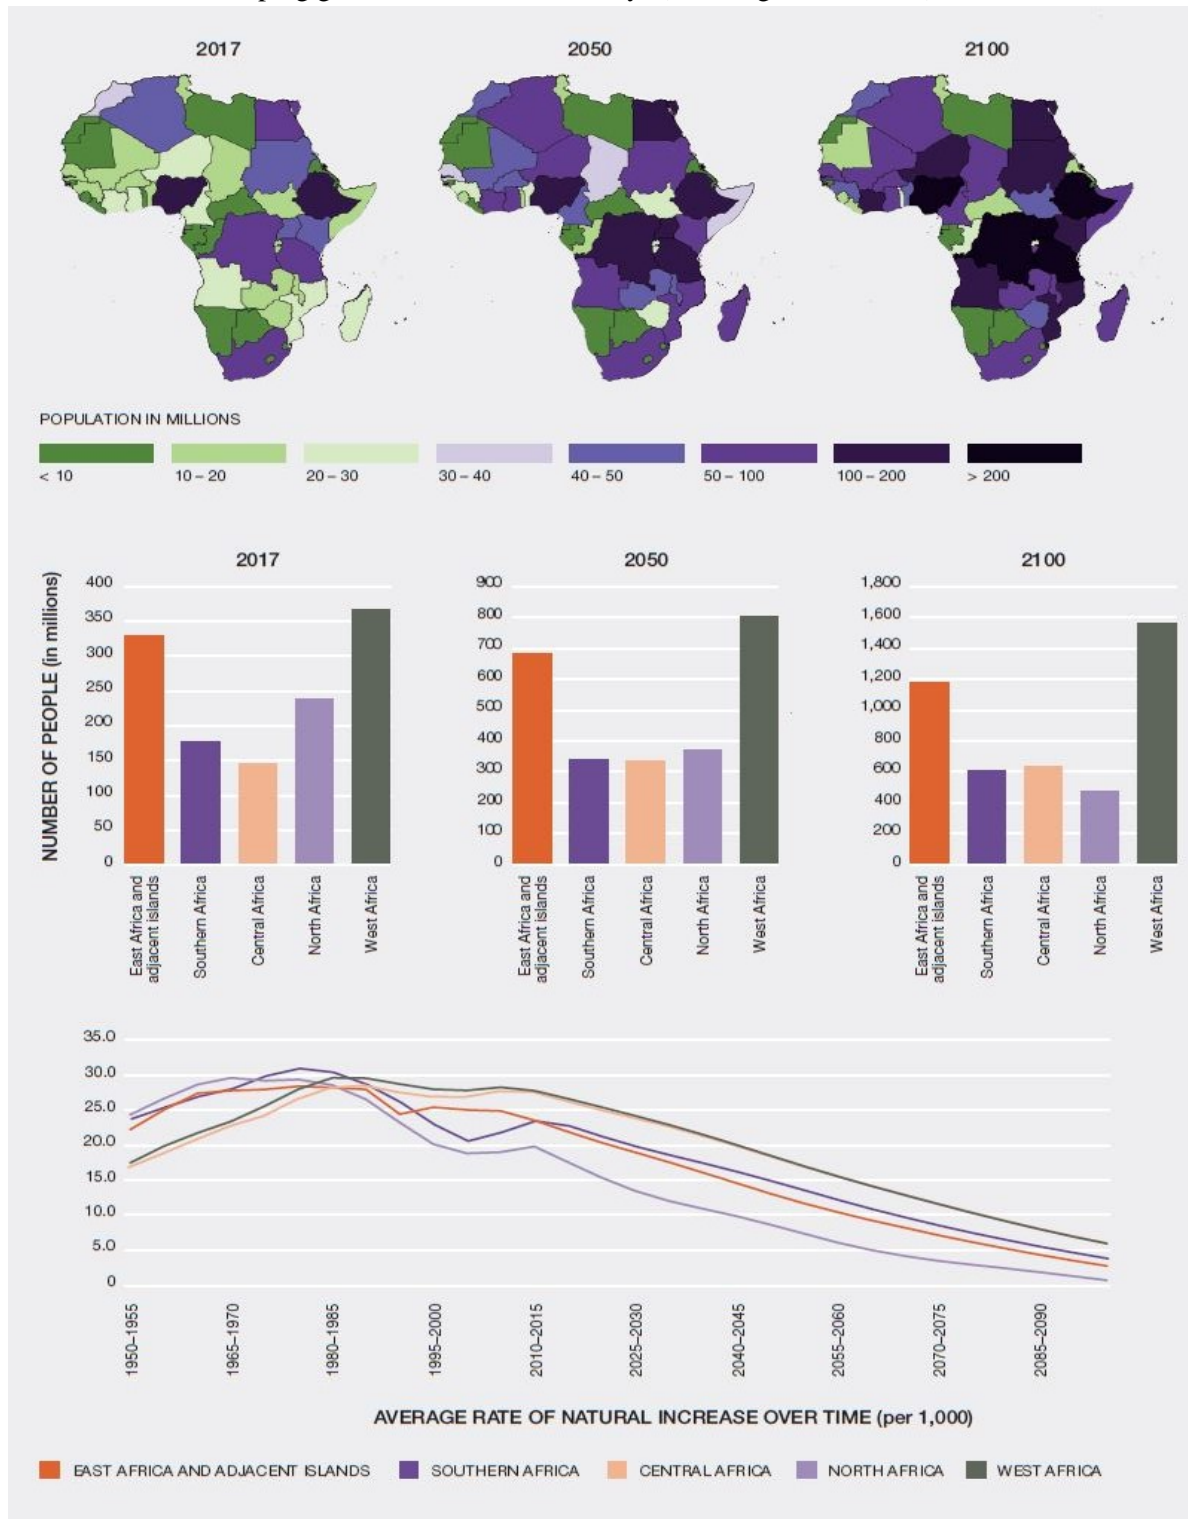 2017
2050
2100
POPULATION IN MILLIONS
< 10
10 – 20
20 – 30
30 – 40
40 – 50
50 – 100
100 – 200
> 200
NUMBER OF PEOPLE (in millions)
2017
400
350
300
250
200
150
100
50
0
East Africa and
adjacent islands
Southern Africa
Central Africa
North Africa
West Africa
2050
900
800
700
600
500
400
300
200
100
0
East Africa and
adjacent islands
Southern Africa
Central Africa
North Africa
West Africa
2100
1,800
1,600
1,400
1,200
1,000
800
600
400
200
0
East Africa and
adjacent islands
Southern Africa
Central Africa
North Africa
West Africa
35.0
30.0
25.0
20.0
15.0
10.0
5.0
0
1950–1955
1965–1970
1980–1985
1995–2000
2010–2015
2025–2030
2040–2045
2055–2060
2070–2075
2085–2090
AVERAGE RATE OF NATURAL INCREASE OVER TIME (per 1,000)
EAST AFRICA AND ADJACENT ISLANDS
SOUTHERN AFRICA
CENTRAL AFRICA
NORTH AFRICA
WEST AFRICA